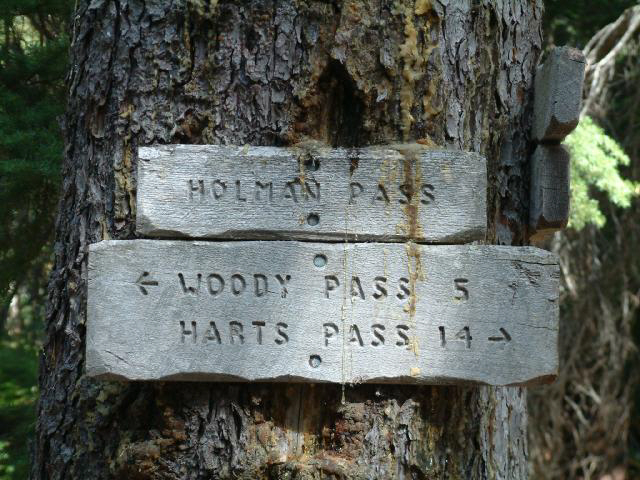 HOLMAN PASS
← WOODY PASS 5
HARTS PASS 14 →